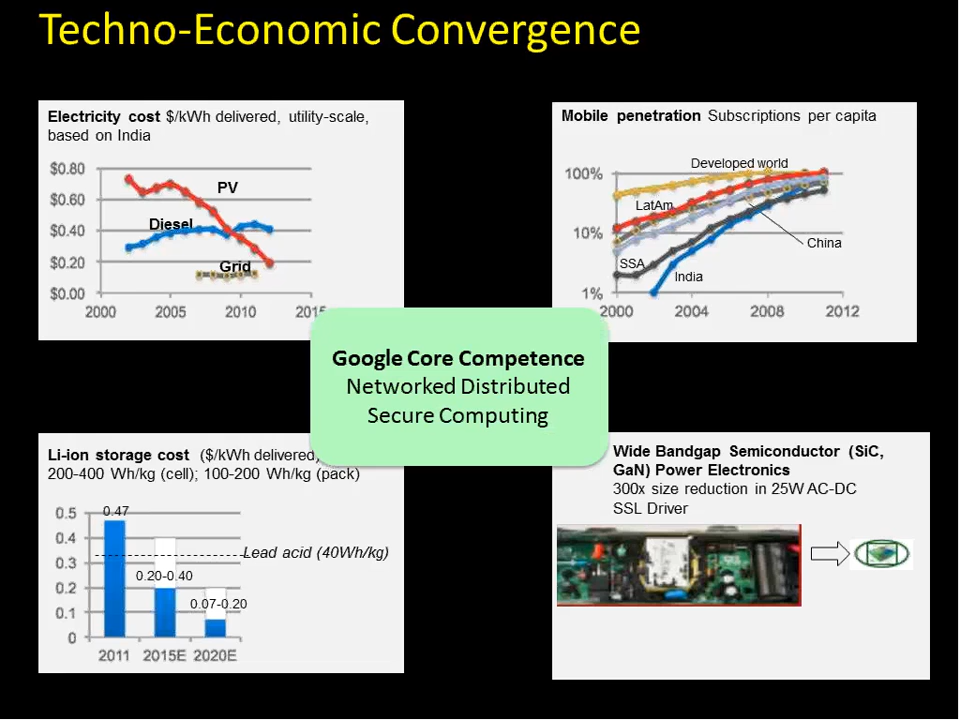 Techno-Economic Convergence
Electricity cost $/kWh delivered, utility-scale,
based on India
$0.80
$0.60
$0.40
$0.20
$0.00
PV
Diesel
Grid
2000
2005
2010
2015
Mobile penetration Subscriptions per capita
100%
10%
1%
Developed world
LatAm
China
SSA
India
2000
2004
2008
2012
Google Core Competence
Networked Distributed
Secure Computing
Li-ion storage cost ($/kWh delivered)
200-400 Wh/kg (cell); 100-200 Wh/kg (pack)
0.5
0.4
0.3
0.2
0.1
0
0.47
Lead acid (40Wh/kg)
0.20-0.40
0.07-0.20
2011
2015E
2020E
Wide Bandgap Semiconductor (SiC,
GaN) Power Electronics
300x size reduction in 25W AC-DC
SSL Driver